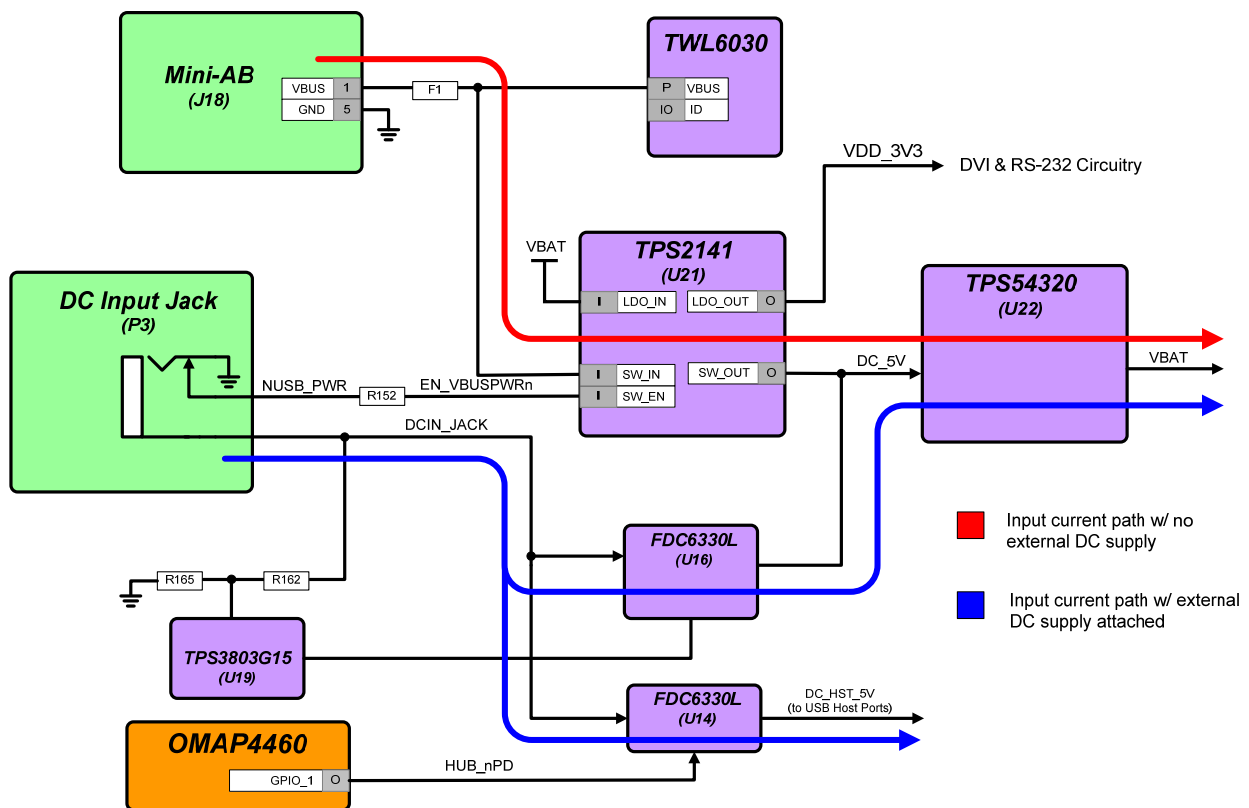 Mini-AB
(J18)
VBUS 1
GND 5
F1
TWL6030
P VBUS
IO ID
VDD_3V3
DVI & RS-232 Circuitry
VBAT
TPS2141
(U21)
I LDO_IN
LDO_OUT O
I SW_IN
I SW_EN
SW_OUT O
DC_5V
TPS54320
(U22)
VBAT
DC Input Jack
(P3)
NUSB_PWR
R152
EN_VBUSPWRn
DCIN_JACK
R165
R162
TPS3803G15
(U19)
FDC6330L
(U16)
Input current path w/ no
external DC supply
Input current path w/ external
DC supply attached
FDC6330L
(U14)
DC_HST_5V
(to USB Host Ports)
OMAP4460
GPIO_1 O
HUB_nPD